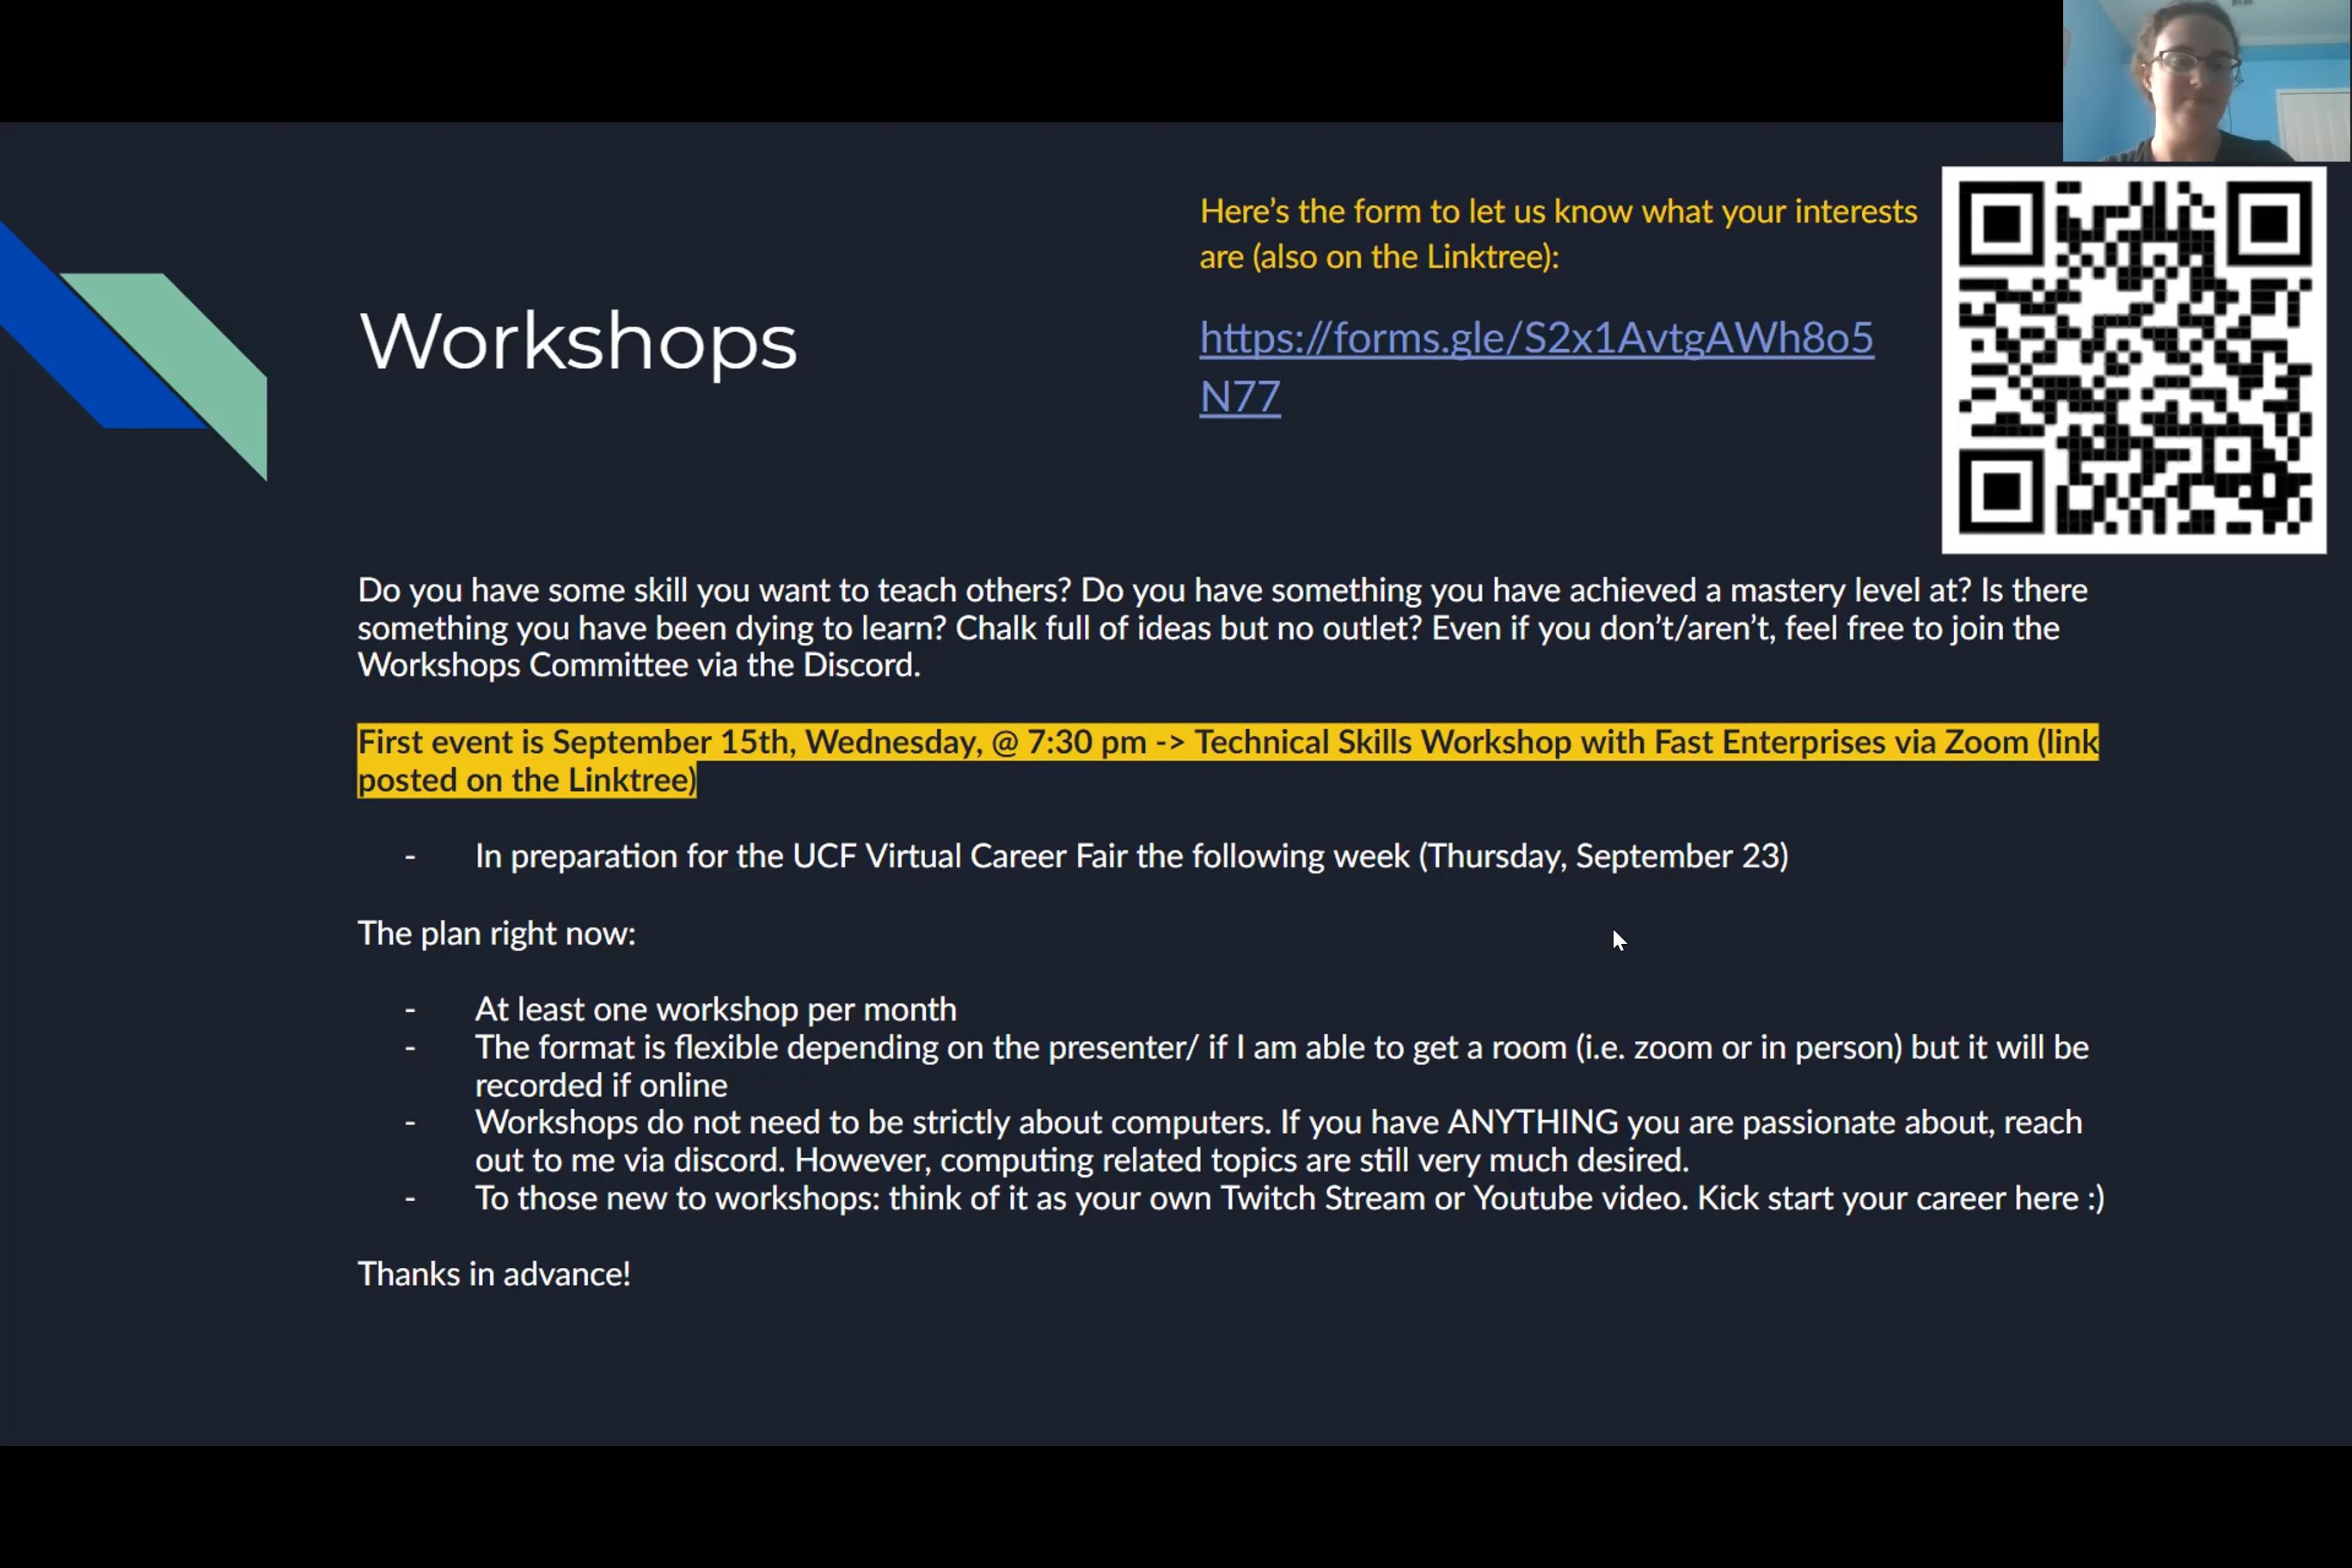 Workshops
Here’s the form to let us know what your interests
are (also on the Linktree):
https://forms.gle/S2x1AvtgAWh8o5
N77
Do you have some skill you want to teach others? Do you have something you have achieved a mastery level at? Is there
something you have been dying to learn? Chalk full of ideas but no outlet? Even if you don’t/aren’t, feel free to join the
Workshops Committee via the Discord.
First event is September 15th, Wednesday, @ 7:30 pm -> Technical Skills Workshop with Fast Enterprises via Zoom (link
posted on the Linktree)
- In preparation for the UCF Virtual Career Fair the following week (Thursday, September 23)
The plan right now:
- At least one workshop per month
- The format is flexible depending on the presenter/ if I am able to get a room (i.e. zoom or in person) but it will be
recorded if online
- Workshops do not need to be strictly about computers. If you have ANYTHING you are passionate about, reach
out to me via discord. However, computing related topics are still very much desired.
- To those new to workshops: think of it as your own Twitch Stream or Youtube video. Kick start your career here :)
Thanks in advance!